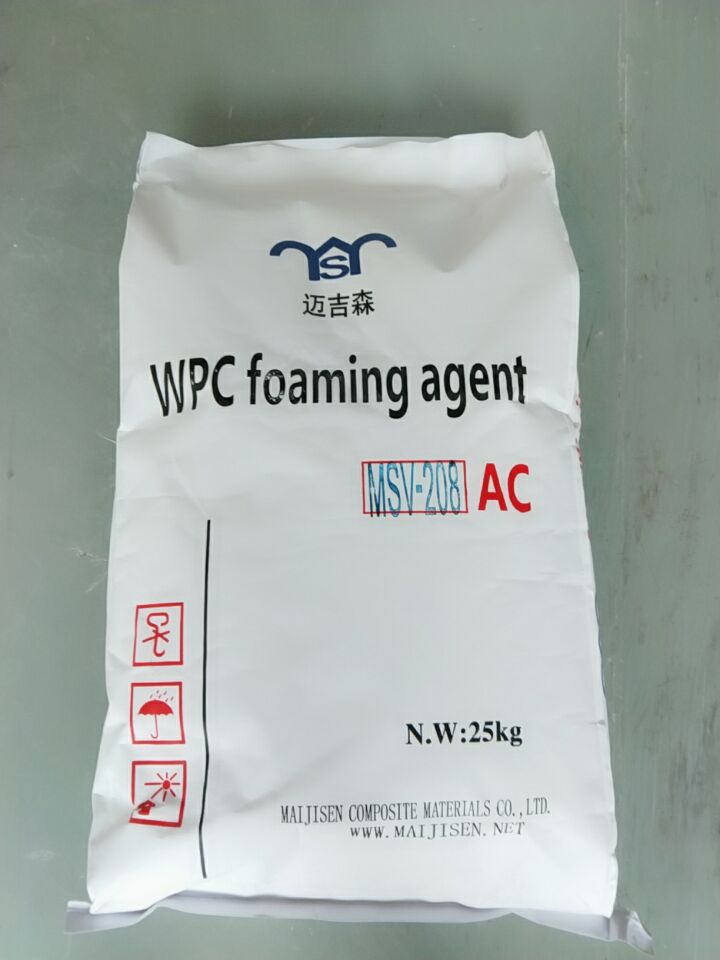 迈吉森
WPC foaming agent
MSV-208 AC
N.W:25kg
MAIJISEN COMPOSITE MATERIALS CO.,LTD.
WWW.MAIJISEN.NET